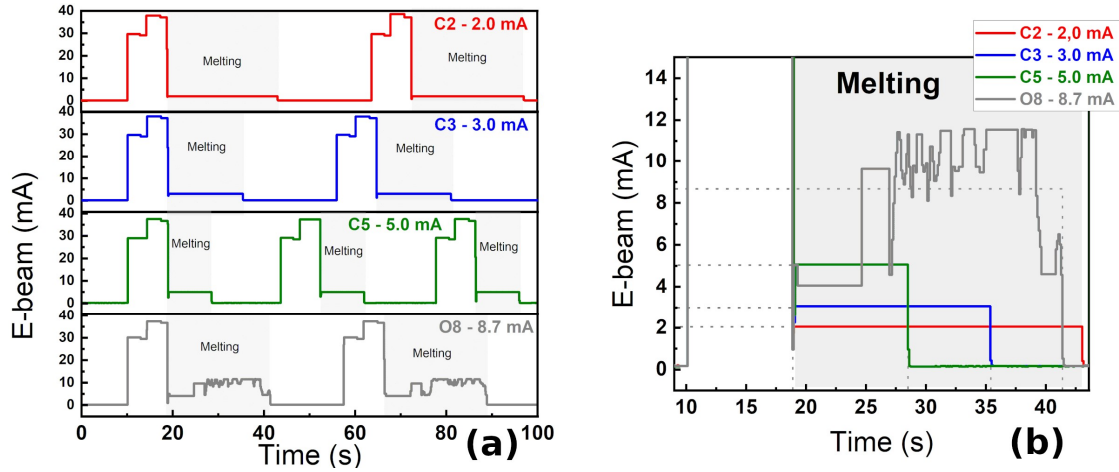 E-beam (mA)
40
30
20
10
0
C2 - 2.0 mA
Melting
Melting
40
30
20
10
0
C3 - 3.0 mA
Melting
Melting
40
30
20
10
0
C5 - 5.0 mA
Melting
Melting
Melting
40
30
20
10
0
O8 - 8.7 mA
Melting
Melting
0 20 40 60 80 100
Time (s)
(a)
C2 - 2,0 mA
C3 - 3.0 mA
C5 - 5.0 mA
O8 - 8.7 mA
Melting
E-beam (mA)
14
12
10
8
6
4
2
0
10 15 20 25 30 35 40
Time (s)
(b)